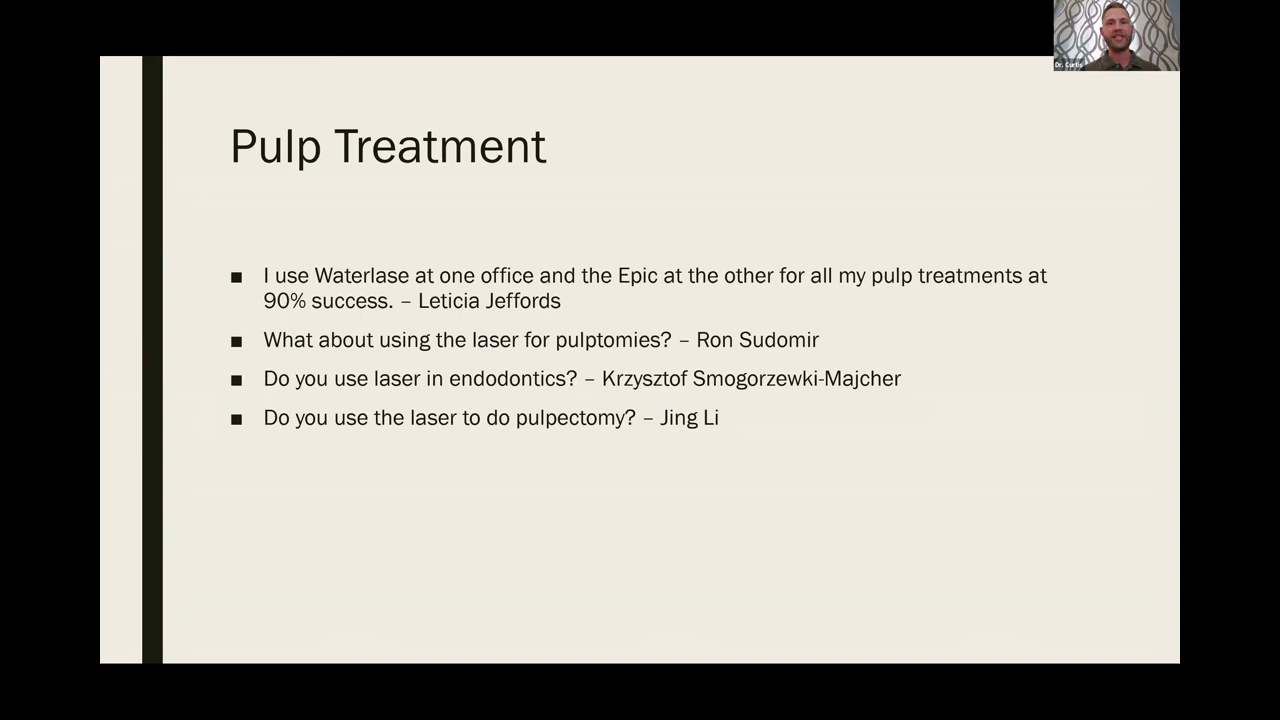 Dr. Curtis
Pulp Treatment
■ I use Waterlase at one office and the Epic at the other for all my pulp treatments at
90% success. – Leticia Jeffords
■ What about using the laser for pulptomies? – Ron Sudomir
■ Do you use laser in endodontics? – Krzysztof Smogorzewki-Majcher
■ Do you use the laser to do pulpectomy? – Jing Li